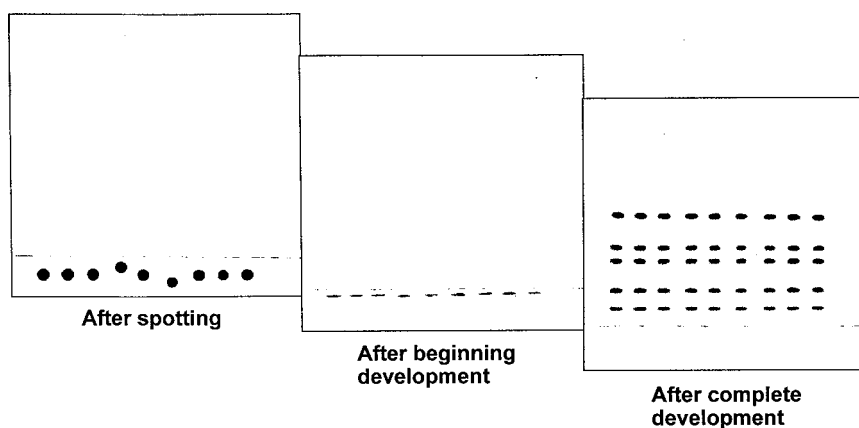 After spotting
After beginning
development
After complete
development